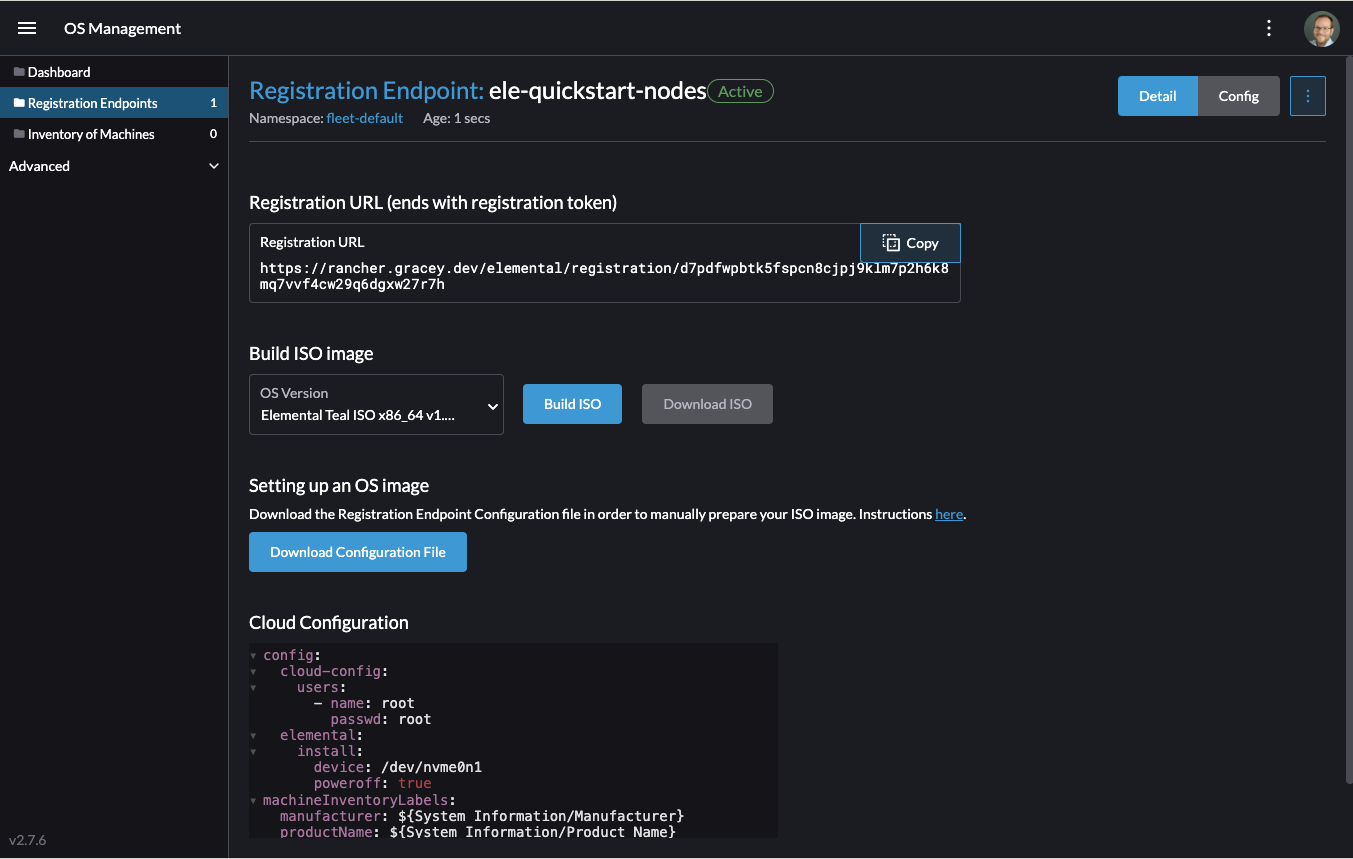 OS Management
Dashboard
Registration Endpoints 1
Inventory of Machines 0
Advanced
Registration Endpoint: ele-quickstart-nodes Active
Namespace: fleet-default Age: 1 secs
Detail
Config
Registration URL (ends with registration token)
Registration URL
Copy
https://rancher.gracey.dev/elemental/registration/d7pdfwpbtk5fspcn8cjpj9klm7p2h6k8
mq7vvf4cw29q6dgxw27r7h
Build ISO image
OS Version
Elemental Teal ISO x86_64 v1....
Build ISO
Download ISO
Setting up an OS image
Download the Registration Endpoint Configuration file in order to manually prepare your ISO image. Instructions here.
Download Configuration File
Cloud Configuration
config:
cloud-config:
users:
- name: root
passwd: root
elemental:
install:
device: /dev/nvme0n1
poweroff: true
machineInventoryLabels:
manufacturer: ${System Information/Manufacturer}
productName: ${System Information/Product Name}
v2.7.6